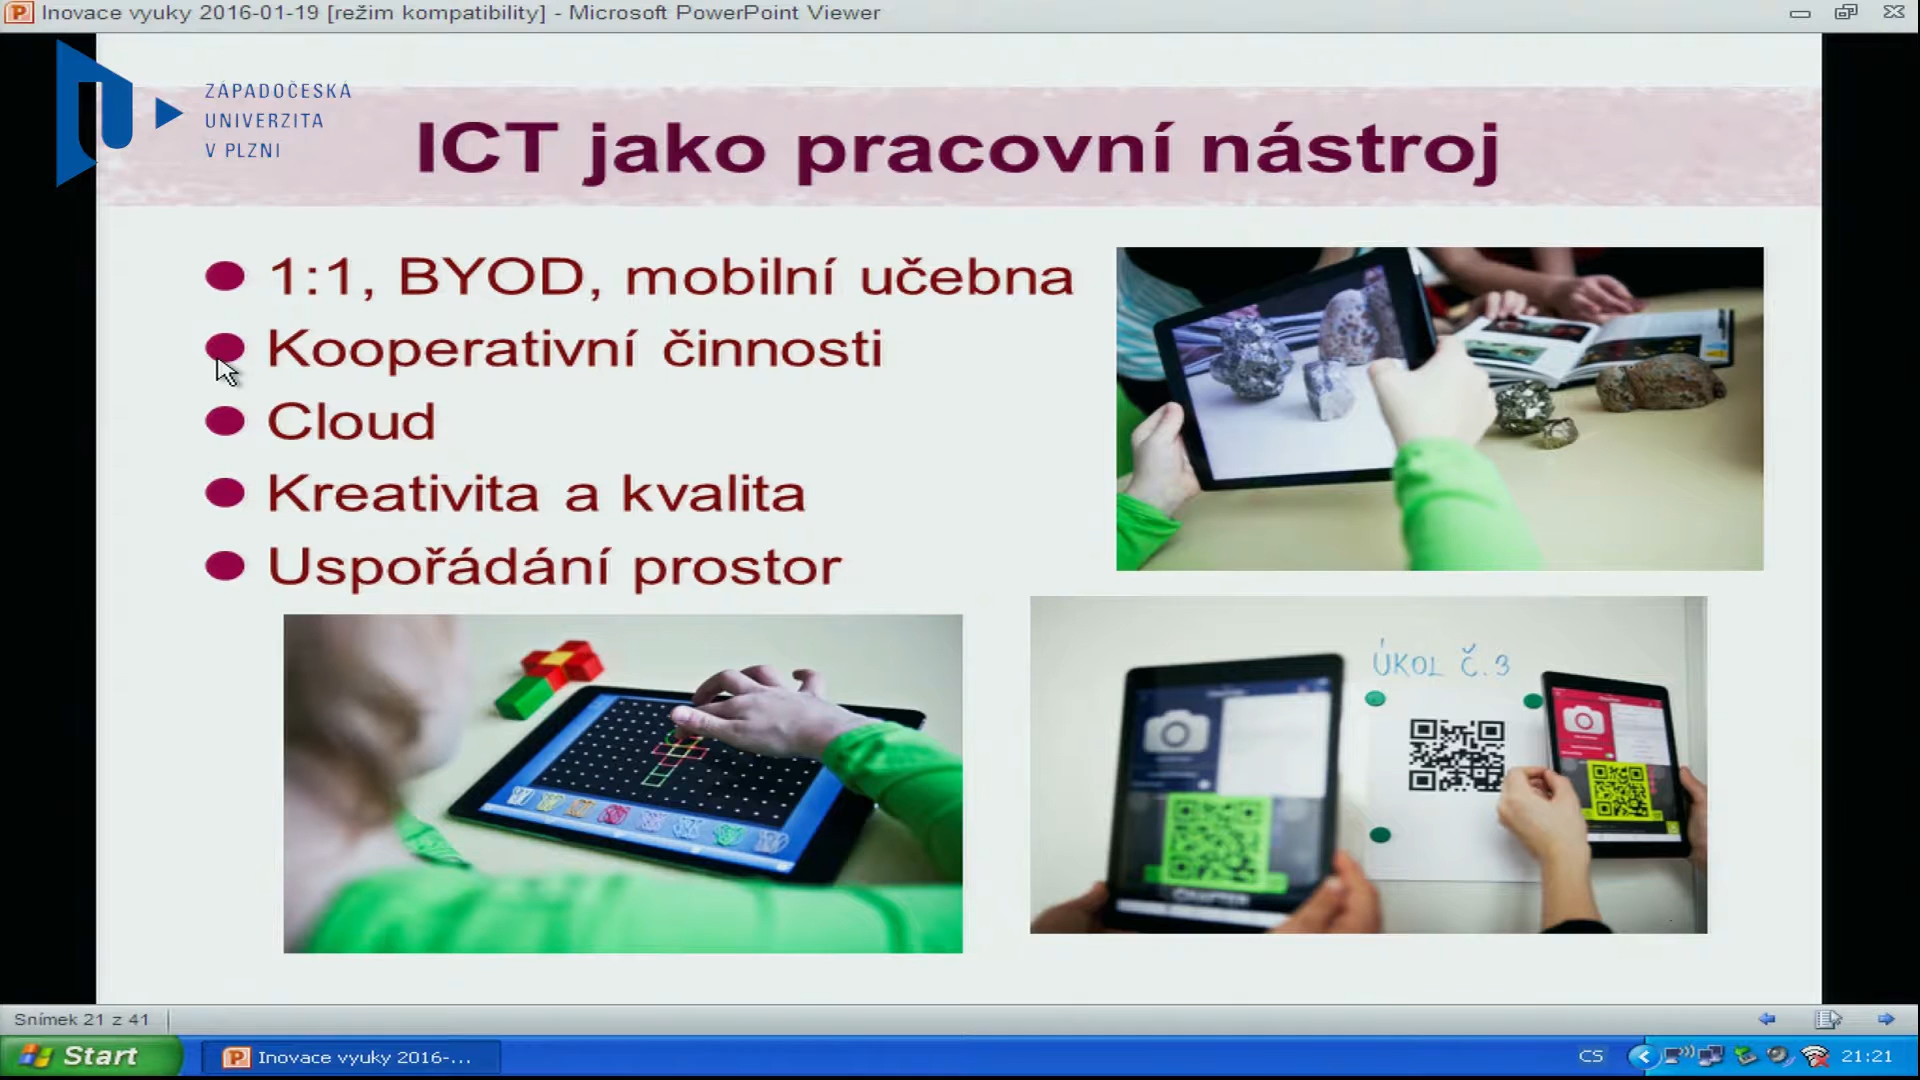 Inovace vyuky 2016-01-19 [režim kompatibility] - Microsoft PowerPoint Viewer
ZÁPADOČESKÁ
UNIVERZITA
V PLZNI
ICT jako pracovní nástroj
1:1, BYOD, mobilní učebna
Kooperativní činnosti
Cloud
Kreativita a kvalita
Uspořádání prostor
ÚKOL Č.3
Snímek 21 z 41
Start
Inovace vyuky 2016-...
CS
21:21